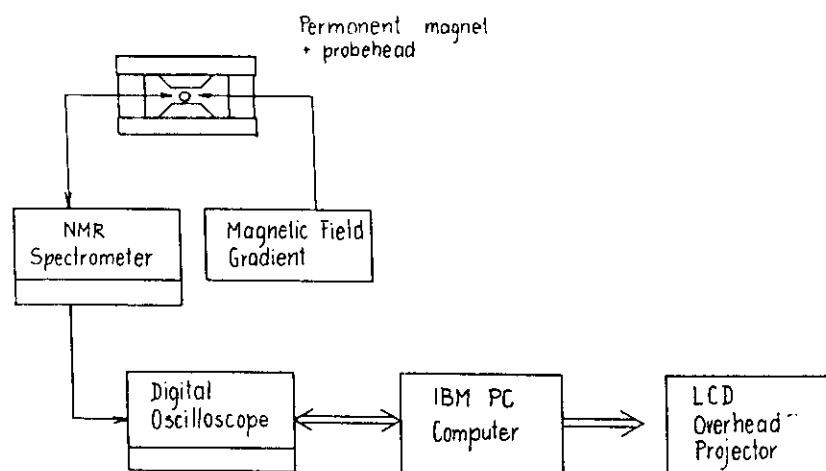 Permonent magnet
+ probehead
NMR
Spectrometer
Magnetic Field
Gradient
Digital
Oscilloscope
IBM PC
Computer
LCD
Overhead
Projector